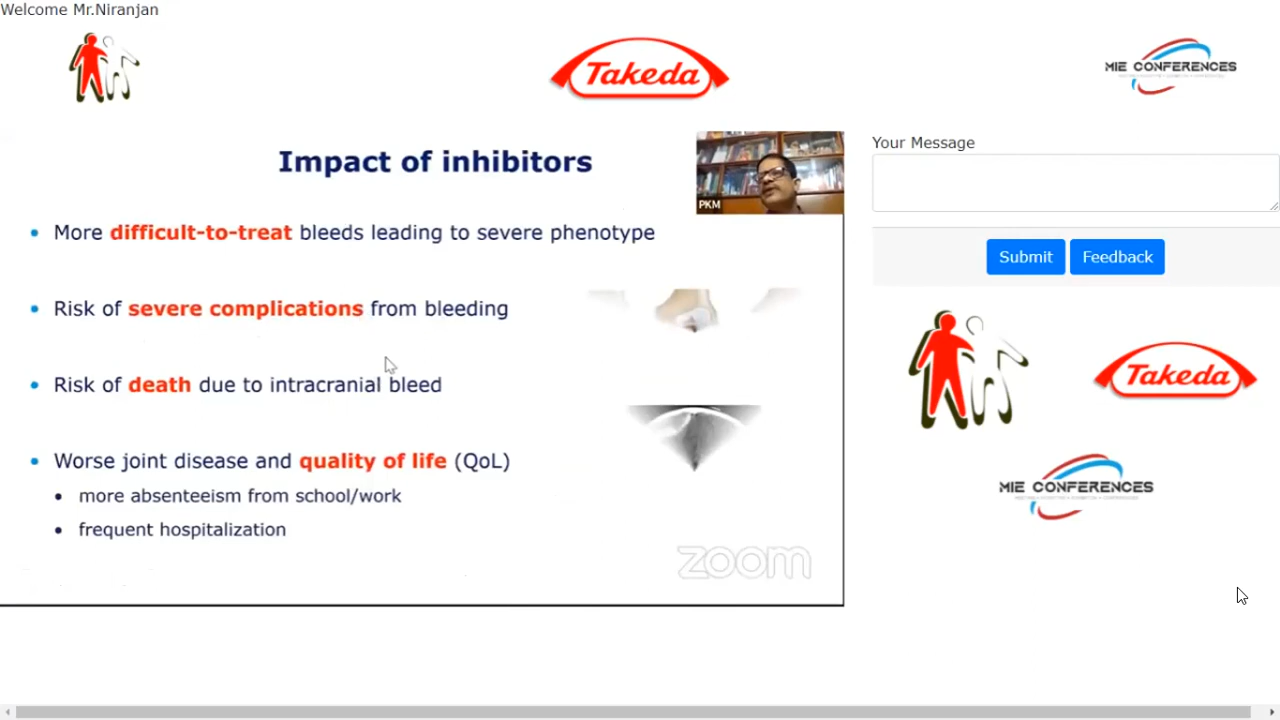 Welcome Mr.Niranjan
Takeda
MIE CONFERENCES
Impact of inhibitors
PKM
More difficult-to-treat bleeds leading to severe phenotype
Risk of severe complications from bleeding
Risk of death due to intracranial bleed
Worse joint disease and quality of life (QoL)
more absenteeism from school/work
frequent hospitalization
zoom
Your Message
Submit
Feedback
Takeda
MIE CONFERENCES